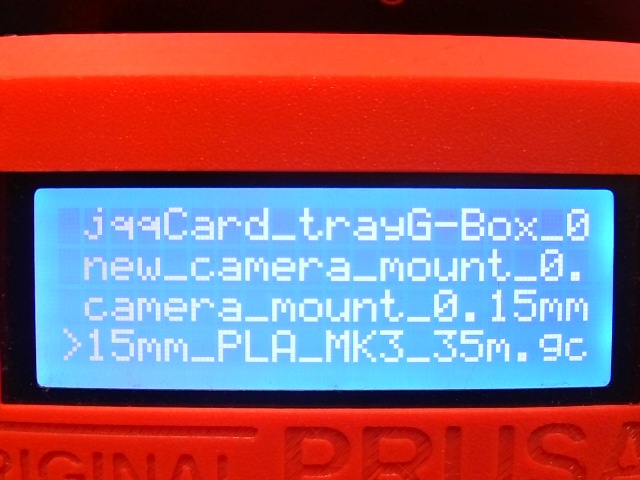 jqqCard_trayG-Box_0
new_camera_mount_0.
camera_mount_0.15mm
>15mm_PLA_MK3_35m.gc
ORIGINAL PRUSA